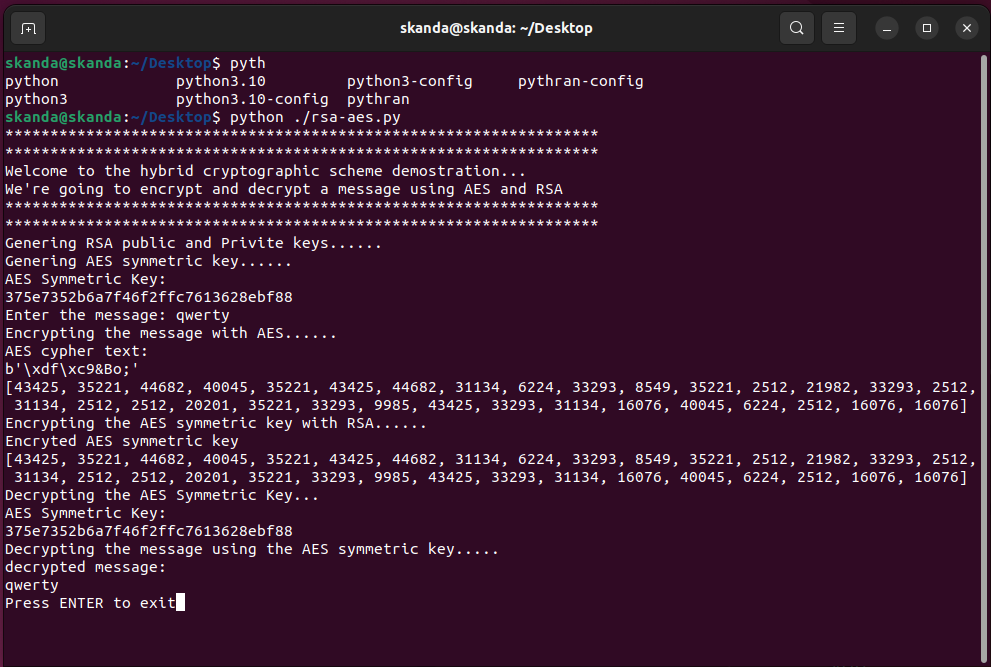 skanda@skanda: ~/Desktop
skanda@skanda:~/Desktop$ pyth
python             python3.10         python3-config     pythran-config
python3            python3.10-config  pythran
skanda@skanda:~/Desktop$ python ./rsa-aes.py
******************************************************************
******************************************************************
Welcome to the hybrid cryptographic scheme demostration...
We're going to encrypt and decrypt a message using AES and RSA
******************************************************************
******************************************************************
Genering RSA public and Privite keys......
Genering AES symmetric key......
AES Symmetric Key:
375e7352b6a7f46f2ffc7613628ebf88
Enter the message: qwerty
Encrypting the message with AES......
AES cypher text:
b'\xdf\xc9&Bo;'
[43425, 35221, 44682, 40045, 35221, 43425, 44682, 31134, 6224, 33293, 8549, 35221, 2512, 21982, 33293, 2512,
 31134, 2512, 2512, 20201, 35221, 33293, 9985, 43425, 33293, 31134, 16076, 40045, 6224, 2512, 16076, 16076]
Encrypting the AES symmetric key with RSA......
Encryted AES symmetric key
[43425, 35221, 44682, 40045, 35221, 43425, 44682, 31134, 6224, 33293, 8549, 35221, 2512, 21982, 33293, 2512,
 31134, 2512, 2512, 20201, 35221, 33293, 9985, 43425, 33293, 31134, 16076, 40045, 6224, 2512, 16076, 16076]
Decrypting the AES Symmetric Key...
AES Symmetric Key:
375e7352b6a7f46f2ffc7613628ebf88
Decrypting the message using the AES symmetric key.....
decrypted message:
qwerty
Press ENTER to exit